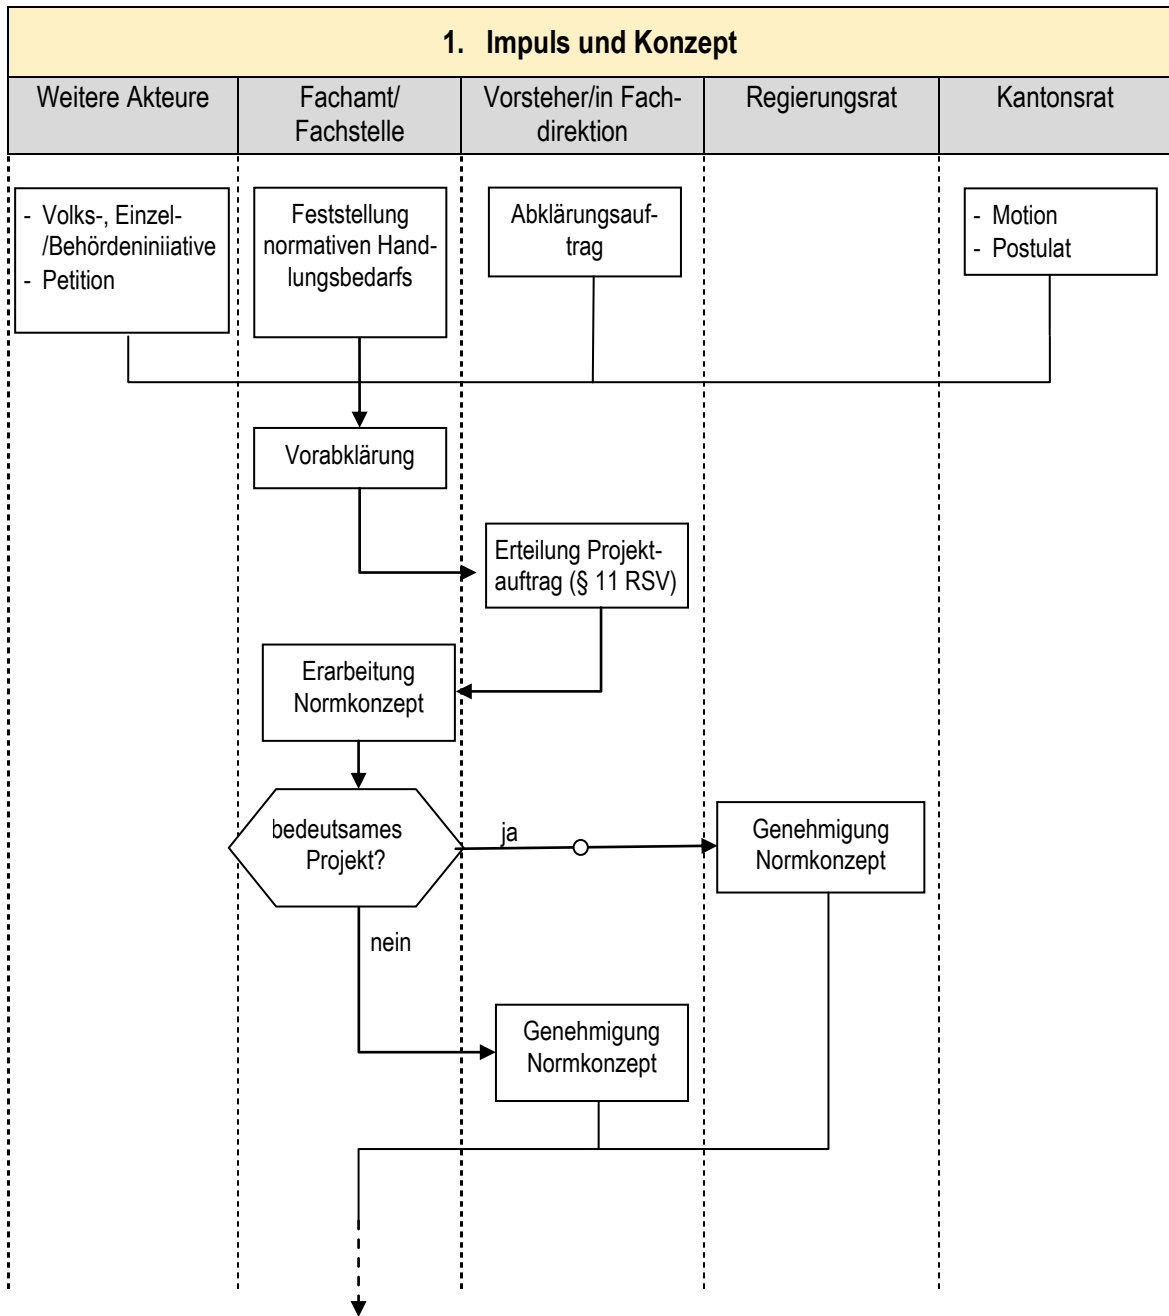 1. Impuls und Konzept
Weitere Akteure
Fachamt/
Fachstelle
Vorsteher/in Fach-
direktion
Regierungsrat
Kantonsrat
- Volks-, Einzel-
/Behördeniniiative
- Petition
Feststellung
normativen Hand-
lungsbedarfs
Abklärungsauf-
trag
- Motion
- Postulat
Vorabklärung
Erteilung Projekt-
auftrag (§ 11 RSV)
Erarbeitung
Normkonzept
bedeutsames
Projekt?
ja
Genehmigung
Normkonzept
nein
Genehmigung
Normkonzept